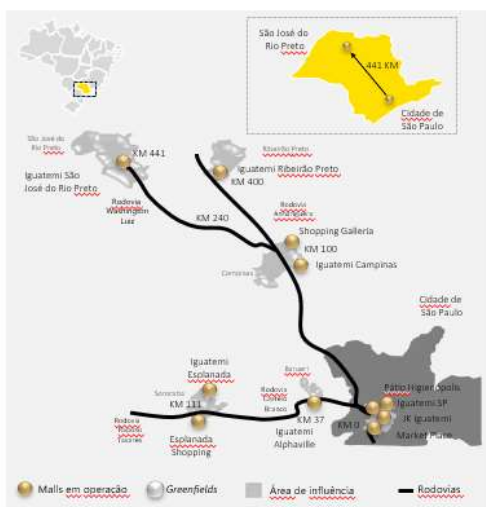 São José do
Rio Preto
441 KM
Cidade de
São Paulo
São José do
Rio Preto
KM 441
Iguatemi São
José do Rio Preto
Ribeirão Preto
Iguatemi Ribeirão Preto
KM 400
Rodovia
Washington
Luiz
KM 240
Rodovia
Anhanguera
Shopping Galleria
KM 100
Iguatemi Campinas
Campinas
Cidade de
São Paulo
Iguatemi
Esplanada
Sorocaba
KM 111
Esplanada
Shopping
Rodovia
Raposo
Tavares
Barueri
Rodovia
Castelo
Branco
KM 37
Iguatemi
Alphaville
KM 0
Pátio Higienópolis
Iguatemi SP
JK Iguatemi
Market Place
Malls em operação
Greenfields
Área de influência
Rodovias